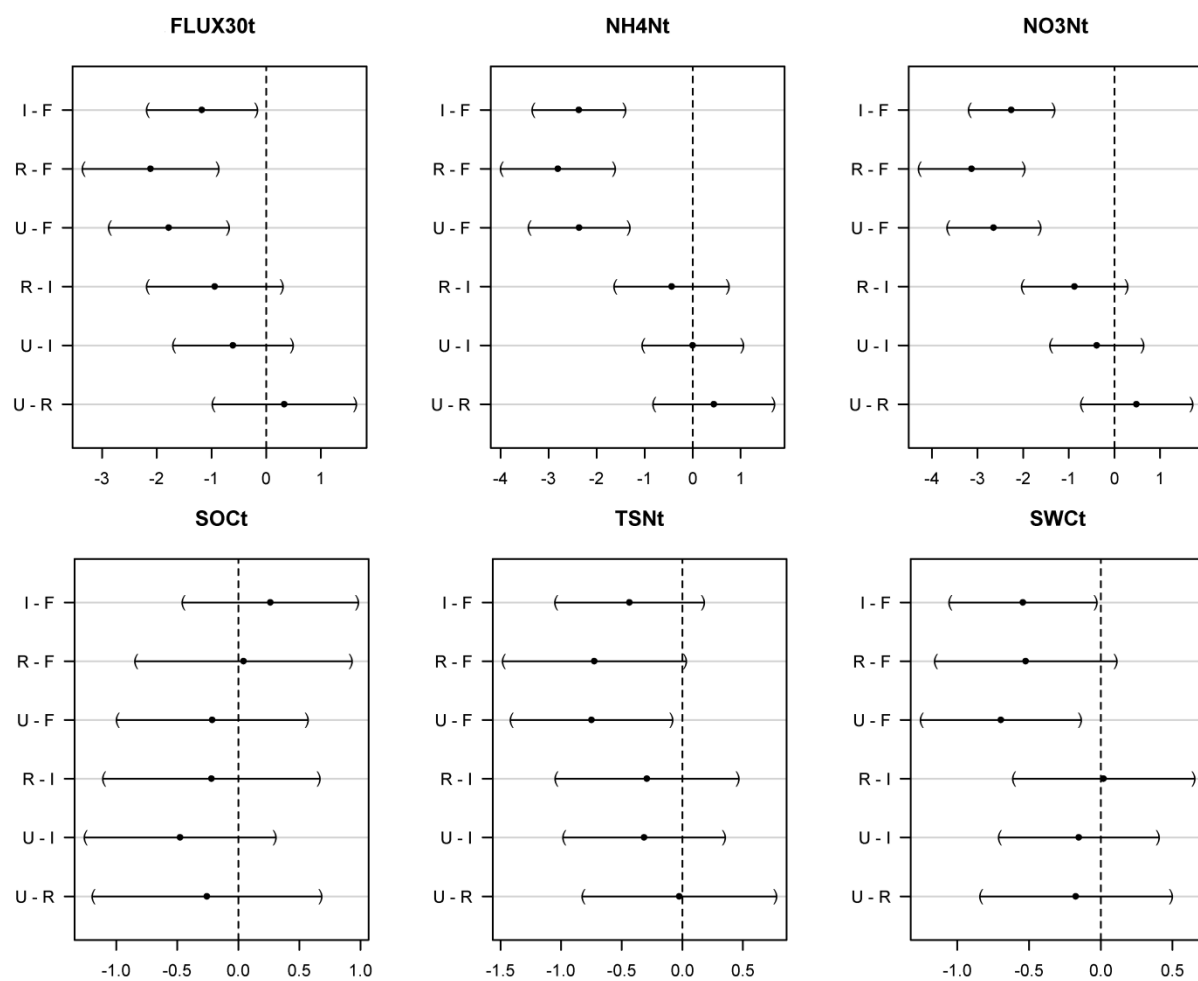 FLUX30t
I - F
R - F
U - F
R - I
U - I
U - R
-3 -2 -1 0 1
NH4Nt
I - F
R - F
U - F
R - I
U - I
U - R
-4 -3 -2 -1 0 1
NO3Nt
I - F
R - F
U - F
R - I
U - I
U - R
-4 -3 -2 -1 0 1
SOCt
I - F
R - F
U - F
R - I
U - I
U - R
-1.0 -0.5 0.0 0.5 1.0
TSNt
I - F
R - F
U - F
R - I
U - I
U - R
-1.5 -1.0 -0.5 0.0 0.5
SWCt
I - F
R - F
U - F
R - I
U - I
U - R
-1.0 -0.5 0.0 0.5